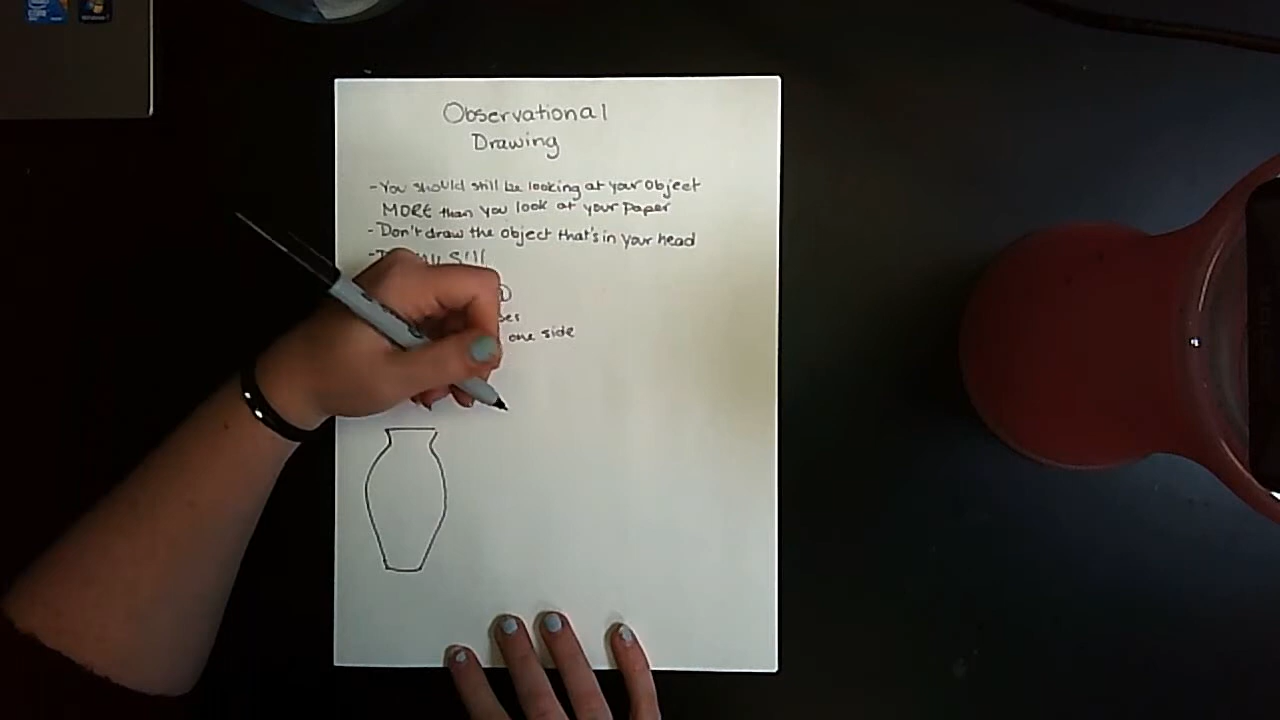 Observational
Drawing
-You should still be looking at your object
MORE than you look at your paper
-Don't draw the object that's in your head
one side